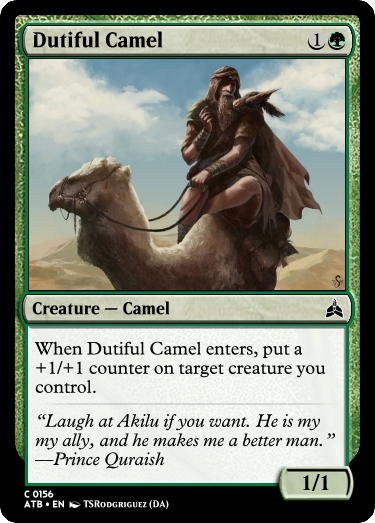 Dutiful Camel 1
Creature — Camel
When Dutiful Camel enters, put a
+1/+1 counter on target creature you
control.
“Laugh at Akilu if you want. He is my
my ally, and he makes me a better man.”
—Prince Quraish
1/1
C 0156
ATB • EN TSRodgriguez (DA)